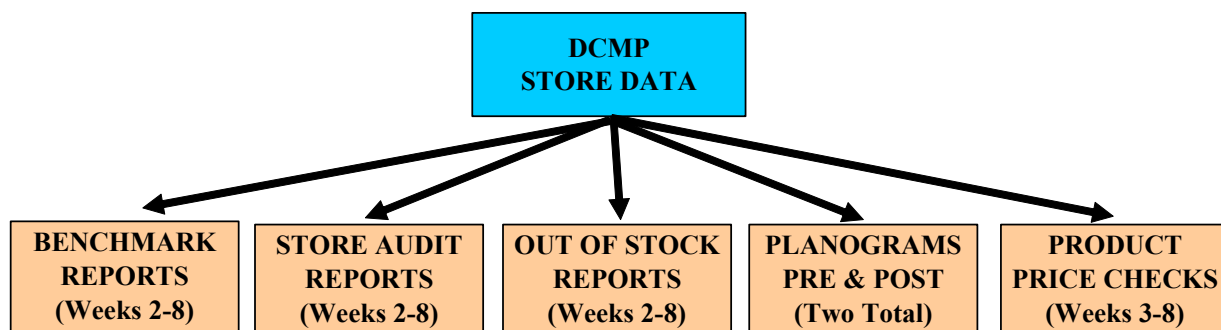 DCMP
STORE DATA
BENCHMARK
REPORTS
(Weeks 2-8)
STORE AUDIT
REPORTS
(Weeks 2-8)
OUT OF STOCK
REPORTS
(Weeks 2-8)
PLANOGRAMS
PRE & POST
(Two Total)
PRODUCT
PRICE CHECKS
(Weeks 3-8)